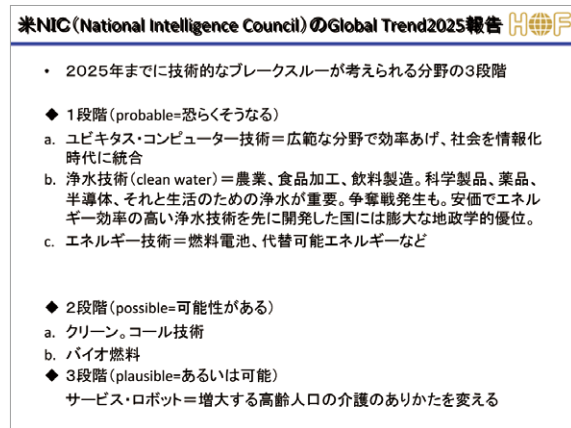 米NIC(National Intelligence Council)のGlobal Trend2025報告 HOF
• 2025年までに技術的なブレークスルーが考えられる分野の3段階
◆ 1段階(probable=恐らくそうなる)
a. ユビキタス・コンピューター技術=広範な分野で効率あげ、社会を情報化
時代に統合
b. 浄水技術(clean water)=農業、食品加工、飲料製造。科学製品、薬品、
半導体、それと生活のための浄水が重要。争奪戦発生も。安価でエネル
ギー効率の高い浄水技術を先に開発した国には膨大な地政学的優位。
c. エネルギー技術=燃料電池、代替可能エネルギーなど
◆ 2段階(possible=可能性がある)
a. クリーン。コール技術
b. バイオ燃料
◆ 3段階(plausible=あるいは可能)
サービス・ロボット=増大する高齢人口の介護のありかたを変える